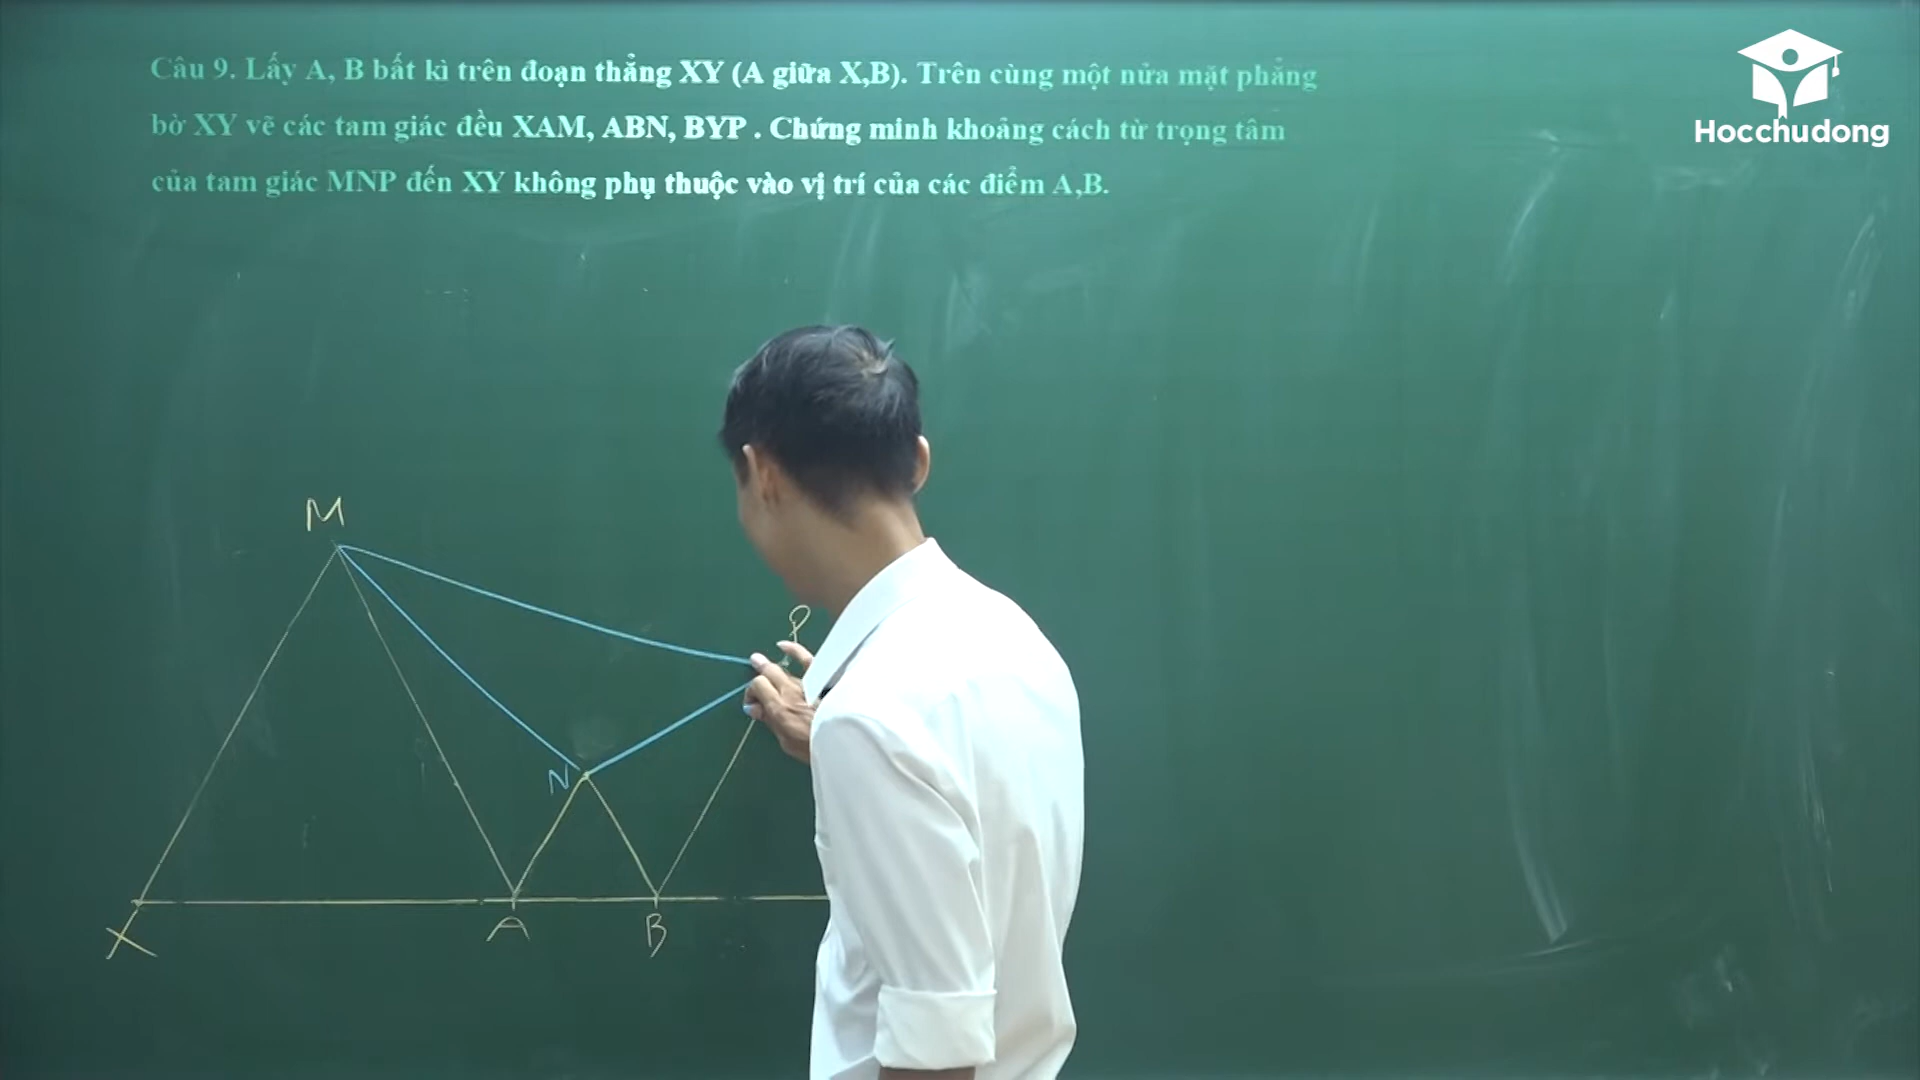 Câu 9. Lấy A, B bất kì trên đoạn thẳng XY (A giữa X,B). Trên cùng một nửa mặt phẳng
bờ XY vẽ các tam giác đều XAM, ABN, BYP . Chứng minh khoảng cách từ trọng tâm
của tam giác MNP đến XY không phụ thuộc vào vị trí của các điểm A,B.
Hocchudong
M
P
N
X
A
B